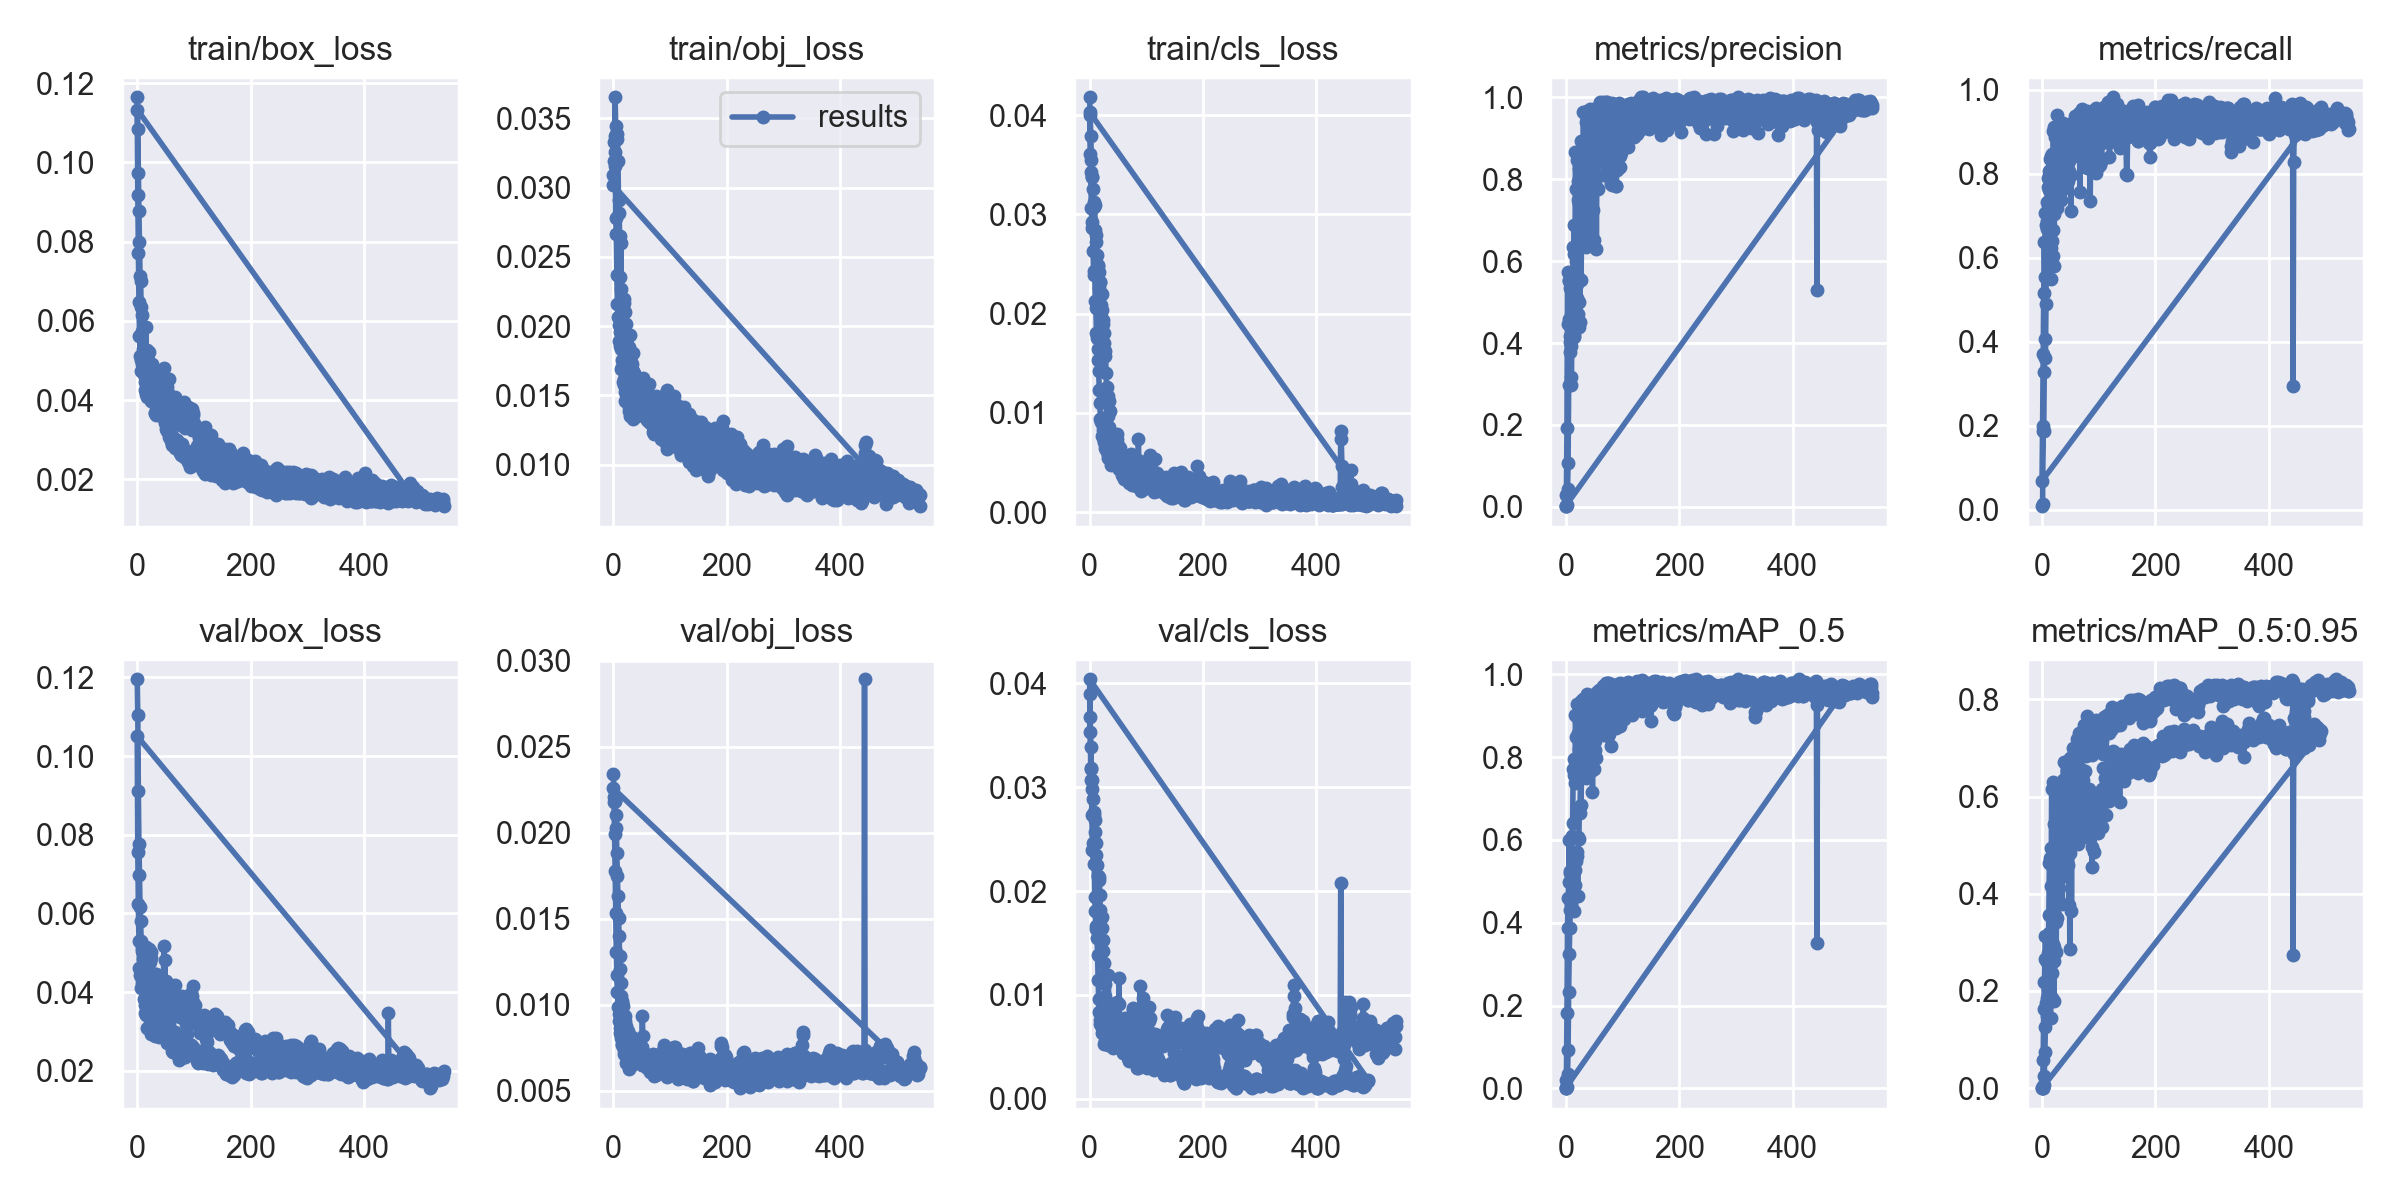 train/box_loss
0.12
0.10
0.08
0.06
0.04
0.02
0 200 400
train/obj_loss
results
0.035
0.030
0.025
0.020
0.015
0.010
0 200 400
train/cls_loss
0.04
0.03
0.02
0.01
0.00
0 200 400
metrics/precision
1.0
0.8
0.6
0.4
0.2
0.0
0 200 400
metrics/recall
1.0
0.8
0.6
0.4
0.2
0.0
0 200 400
val/box_loss
0.12
0.10
0.08
0.06
0.04
0.02
0 200 400
val/obj_loss
0.030
0.025
0.020
0.015
0.010
0.005
0 200 400
val/cls_loss
0.04
0.03
0.02
0.01
0.00
0 200 400
metrics/mAP_0.5
1.0
0.8
0.6
0.4
0.2
0.0
0 200 400
metrics/mAP_0.5:0.95
0.8
0.6
0.4
0.2
0.0
0 200 400